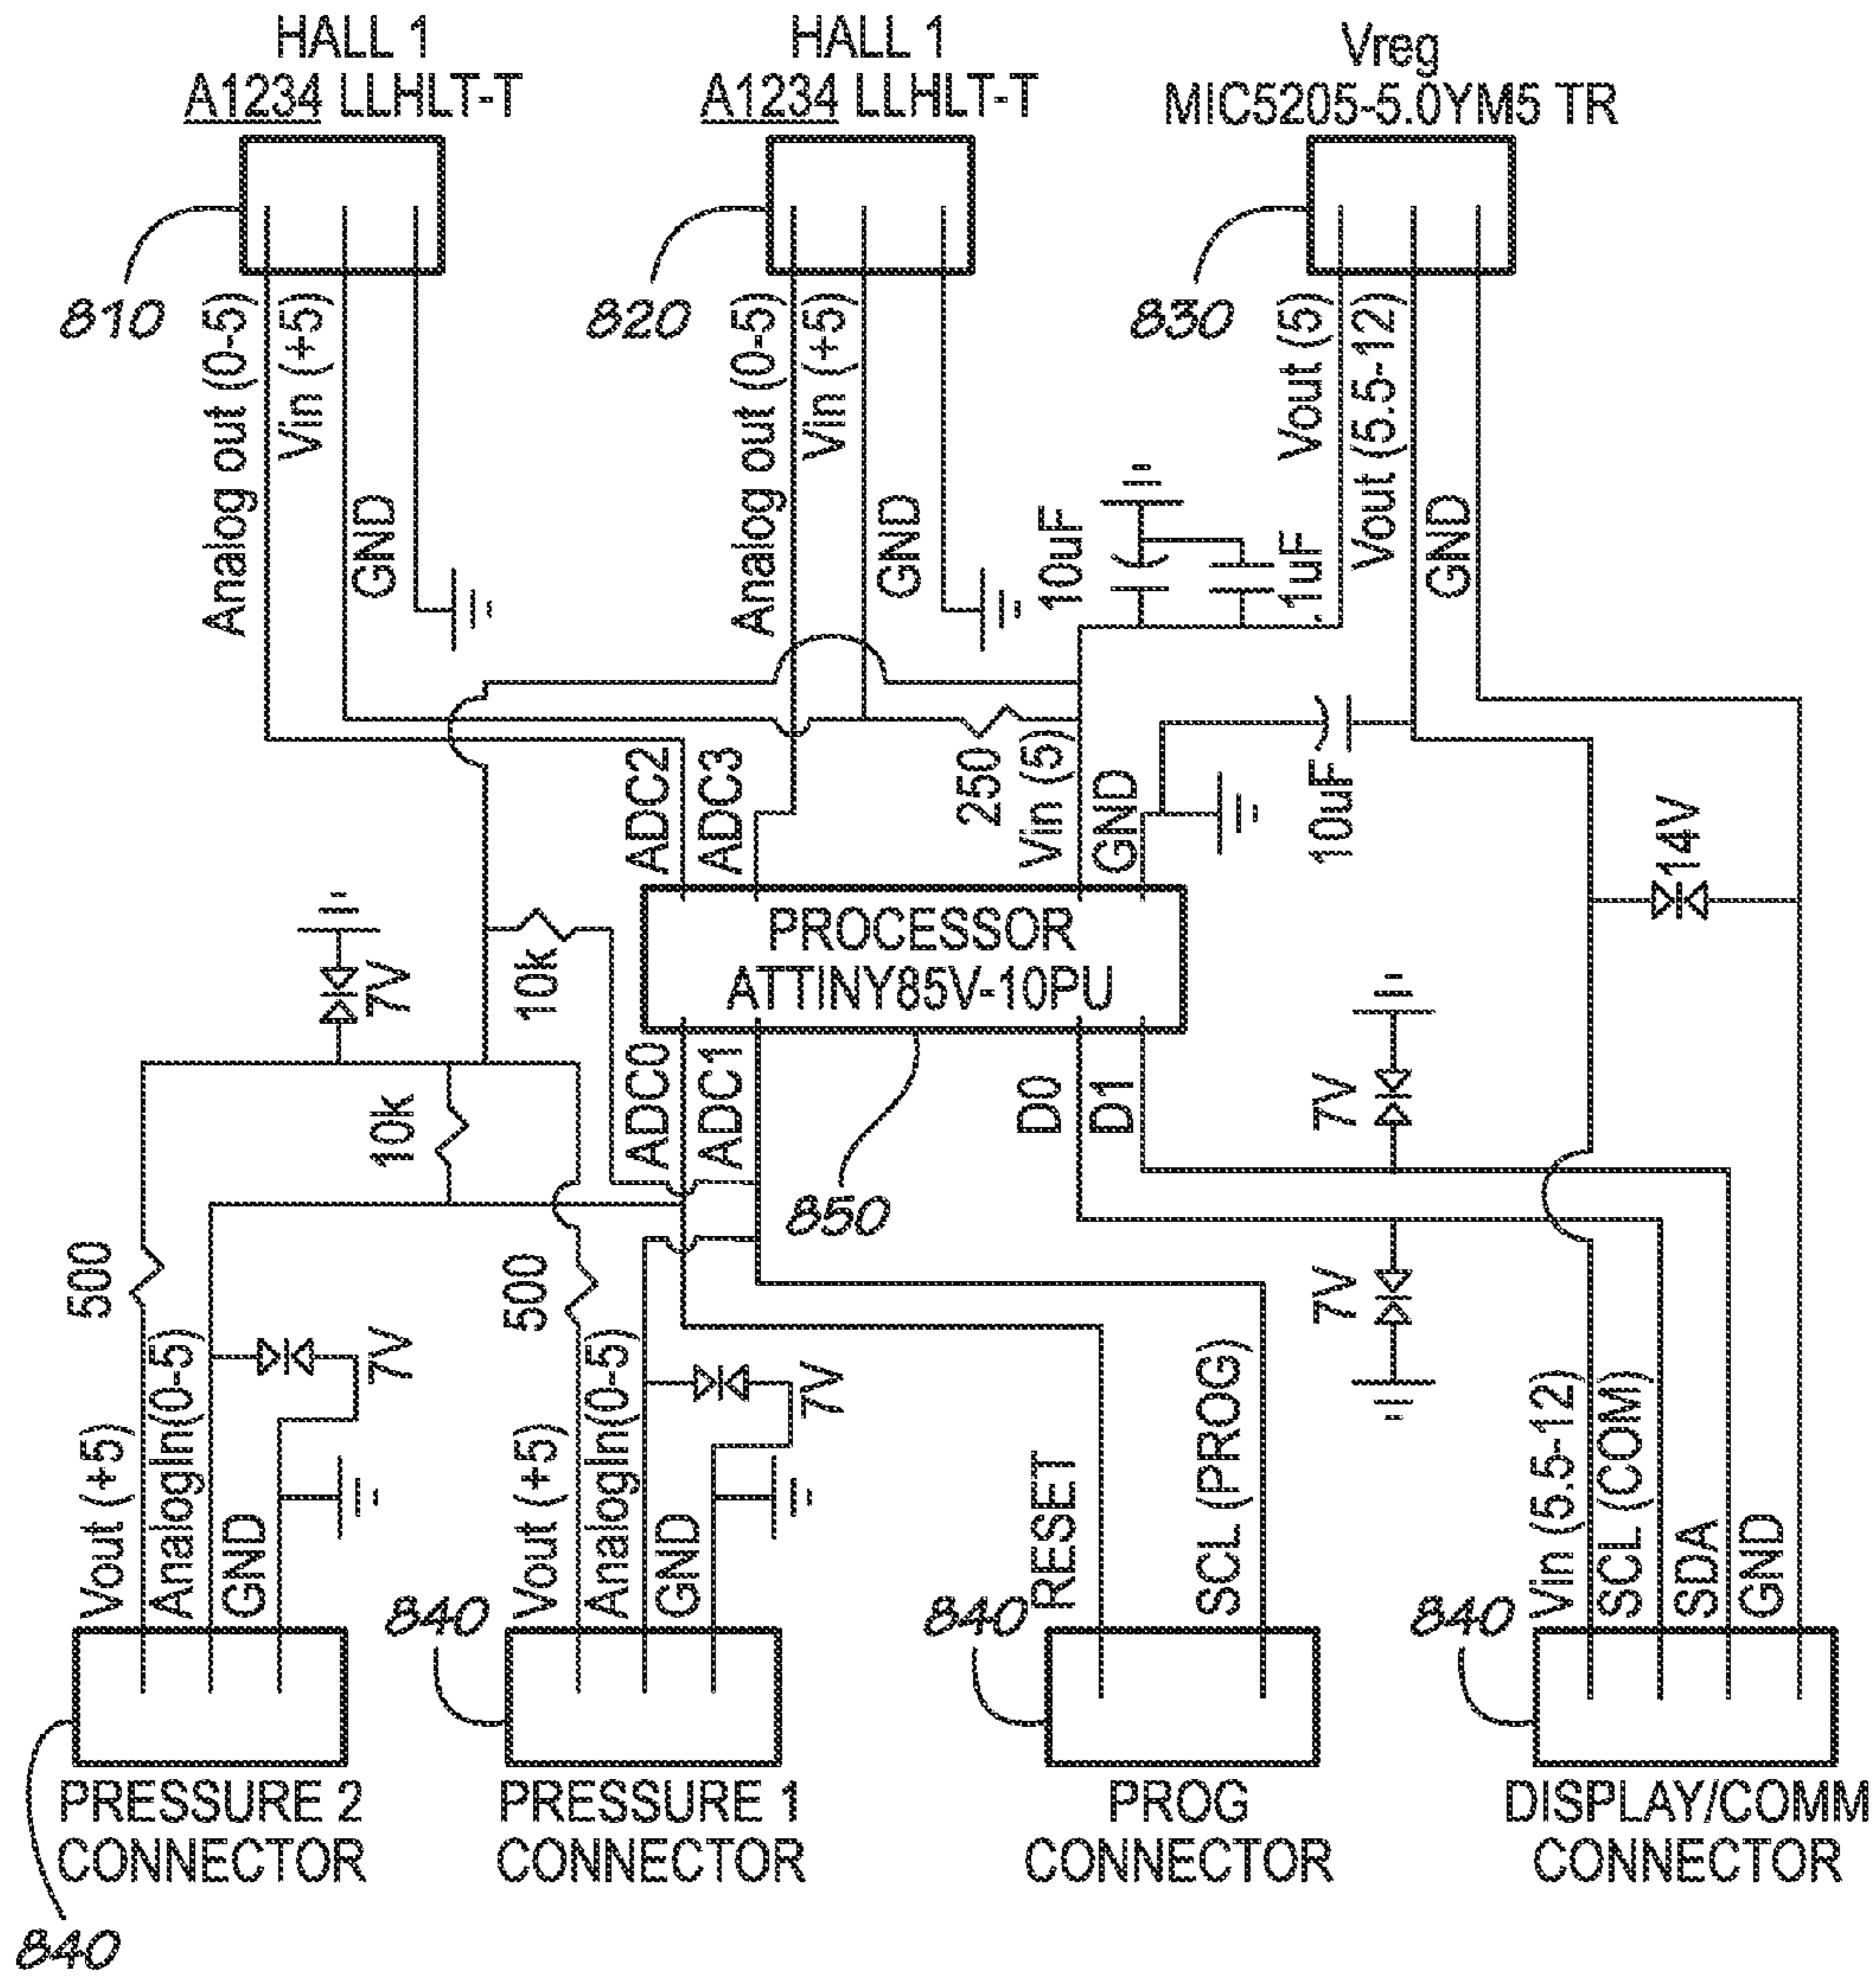 HALL 1
A1234 LLHLT-T
HALL 1
A1234 LLHLT-T
Vreg
MIC5205-5.0YM5 TR
810
820
830
Analog out (0-5)
Vin (+5)
GND
Analog out (0-5)
Vin (+5)
GND
10uF
.1uF
Vout (5)
Vout (5.5-12)
GND
ADC2
ADC3
250
Vin (5)
GND
10uF
14V
7V
10k
PROCESSOR
ATTINY85V-10PU
10k
ADC0
ADC1
850
D0
D1
7V
7V
500
500
7V
7V
Vout (+5)
AnalogIn(0-5)
GND
Vout (+5)
AnalogIn(0-5)
GND
RESET
SCL (PROG)
Vin (5.5-12)
SCL (COM)
SDA
GND
840
840
840
PRESSURE 2
CONNECTOR
PRESSURE 1
CONNECTOR
PROG
CONNECTOR
DISPLAY/COMM
CONNECTOR
840